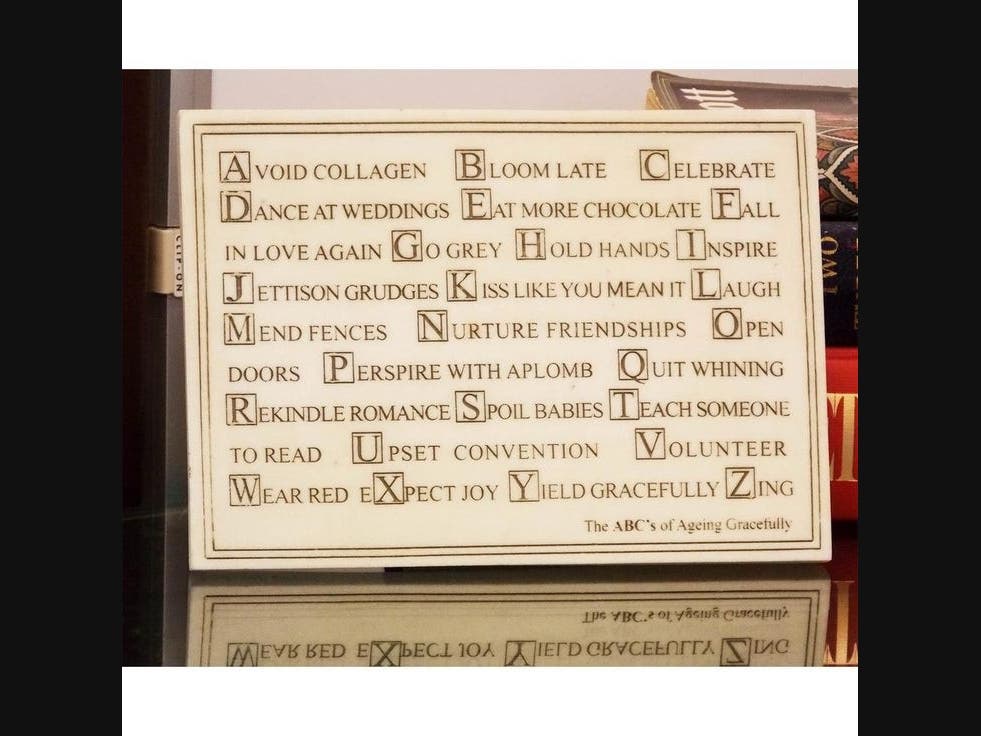 AVOID COLLAGEN BLOOM LATE CELEBRATE
DANCE AT WEDDINGS EAT MORE CHOCOLATE FALL
IN LOVE AGAIN GO GREY HOLD HANDS INSPIRE
JETTISON GRUDGES KISS LIKE YOU MEAN IT LAUGH
MEND FENCES NURTURE FRIENDSHIPS OPEN
DOORS PERSPIRE WITH APLOMB QUIT WHINING
REKINDLE ROMANCE SPOIL BABIES TEACH SOMEONE
TO READ UPSET CONVENTION VOLUNTEER
WEAR RED EXPECT JOY YIELD GRACEFULLY ZING
The ABC's of Ageing Gracefully
CLIP-ON
TWO